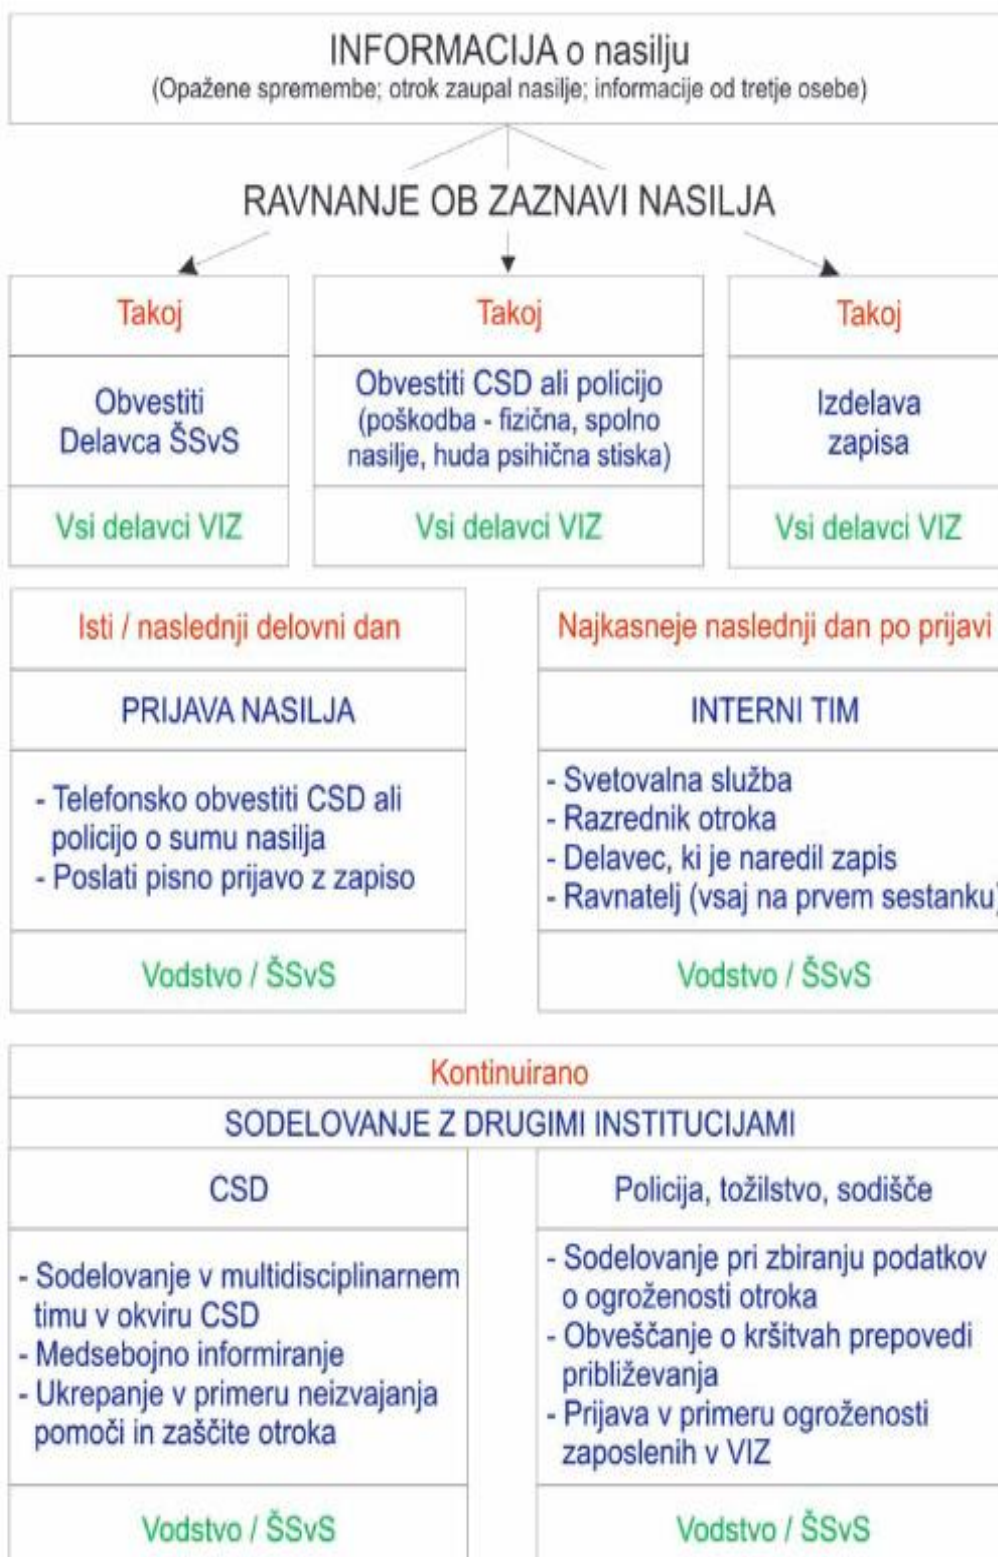 INFORMACIJA o nasilju
(Opažene spremembe; otrok zaupal nasilje; informacije od tretje osebe)
RAVNANJE OB ZAZNAVI NASILJA
Takoj
Obvestiti
Delavca ŠSvS
Vsi delavci VIZ
Takoj
Obvestiti CSD ali policijo
(poškodba - fizična, spolno
nasilje, huda psihična stiska)
Vsi delavci VIZ
Takoj
Izdelava
zapisa
Vsi delavci VIZ
Isti / naslednji delovni dan
PRIJAVA NASILJA
- Telefonsko obvestiti CSD ali
policijo o sumu nasilja
- Poslati pisno prijavo z zapiso
Vodstvo / ŠSvS
Najkasneje naslednji dan po prijavi
INTERNI TIM
- Svetovalna služba
- Razrednik otroka
- Delavec, ki je naredil zapis
- Ravnatelj (vsaj na prvem sestanku)
Vodstvo / ŠSvS
Kontinuirano
SODELOVANJE Z DRUGIMI INSTITUCIJAMI
CSD
- Sodelovanje v multidisciplinarnem
timu v okviru CSD
- Medsebojno informiranje
- Ukrepanje v primeru neizvajanja
pomoči in zaščite otroka
Vodstvo / ŠSvS
Policija, tožilstvo, sodišče
- Sodelovanje pri zbiranju podatkov
o ogroženosti otroka
- Obveščanje o kršitvah prepovedi
približevanja
- Prijava v primeru ogroženosti
zaposlenih v VIZ
Vodstvo / ŠSvS